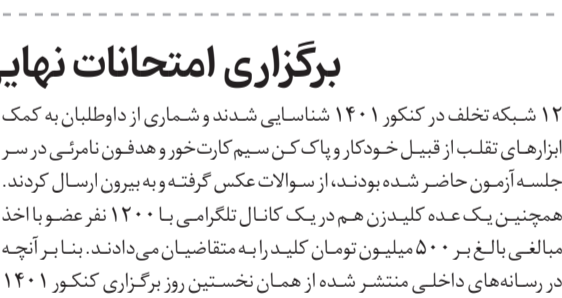 برگزاری امتحانات نهایی
۱۲ شبکه تخلف در کنکور ۱۴۰۱ شناسایی شدند و شماری از داوطلبان به کمک
ابزارهای تقلب از قبیل خودکار و پاک کن سیم کارت‌خور و هدفون نامرئی در سر
جلسه آزمون حاضر شده بودند، از سوالات عکس گرفته و به بیرون ارسال کردند.
همچنین یک عده کلیدزن هم در یک کانال تلگرامی با ۱۲۰۰ نفر عضو با اخذ
مبالغی بالغ بر ۵۰۰ میلیون تومان کلید را به متقاضیان می‌دادند. بنا بر آنچه
در رسانه‌های داخلی منتشر شده از همان نخستین روز برگزاری کنکور ۱۴۰۱